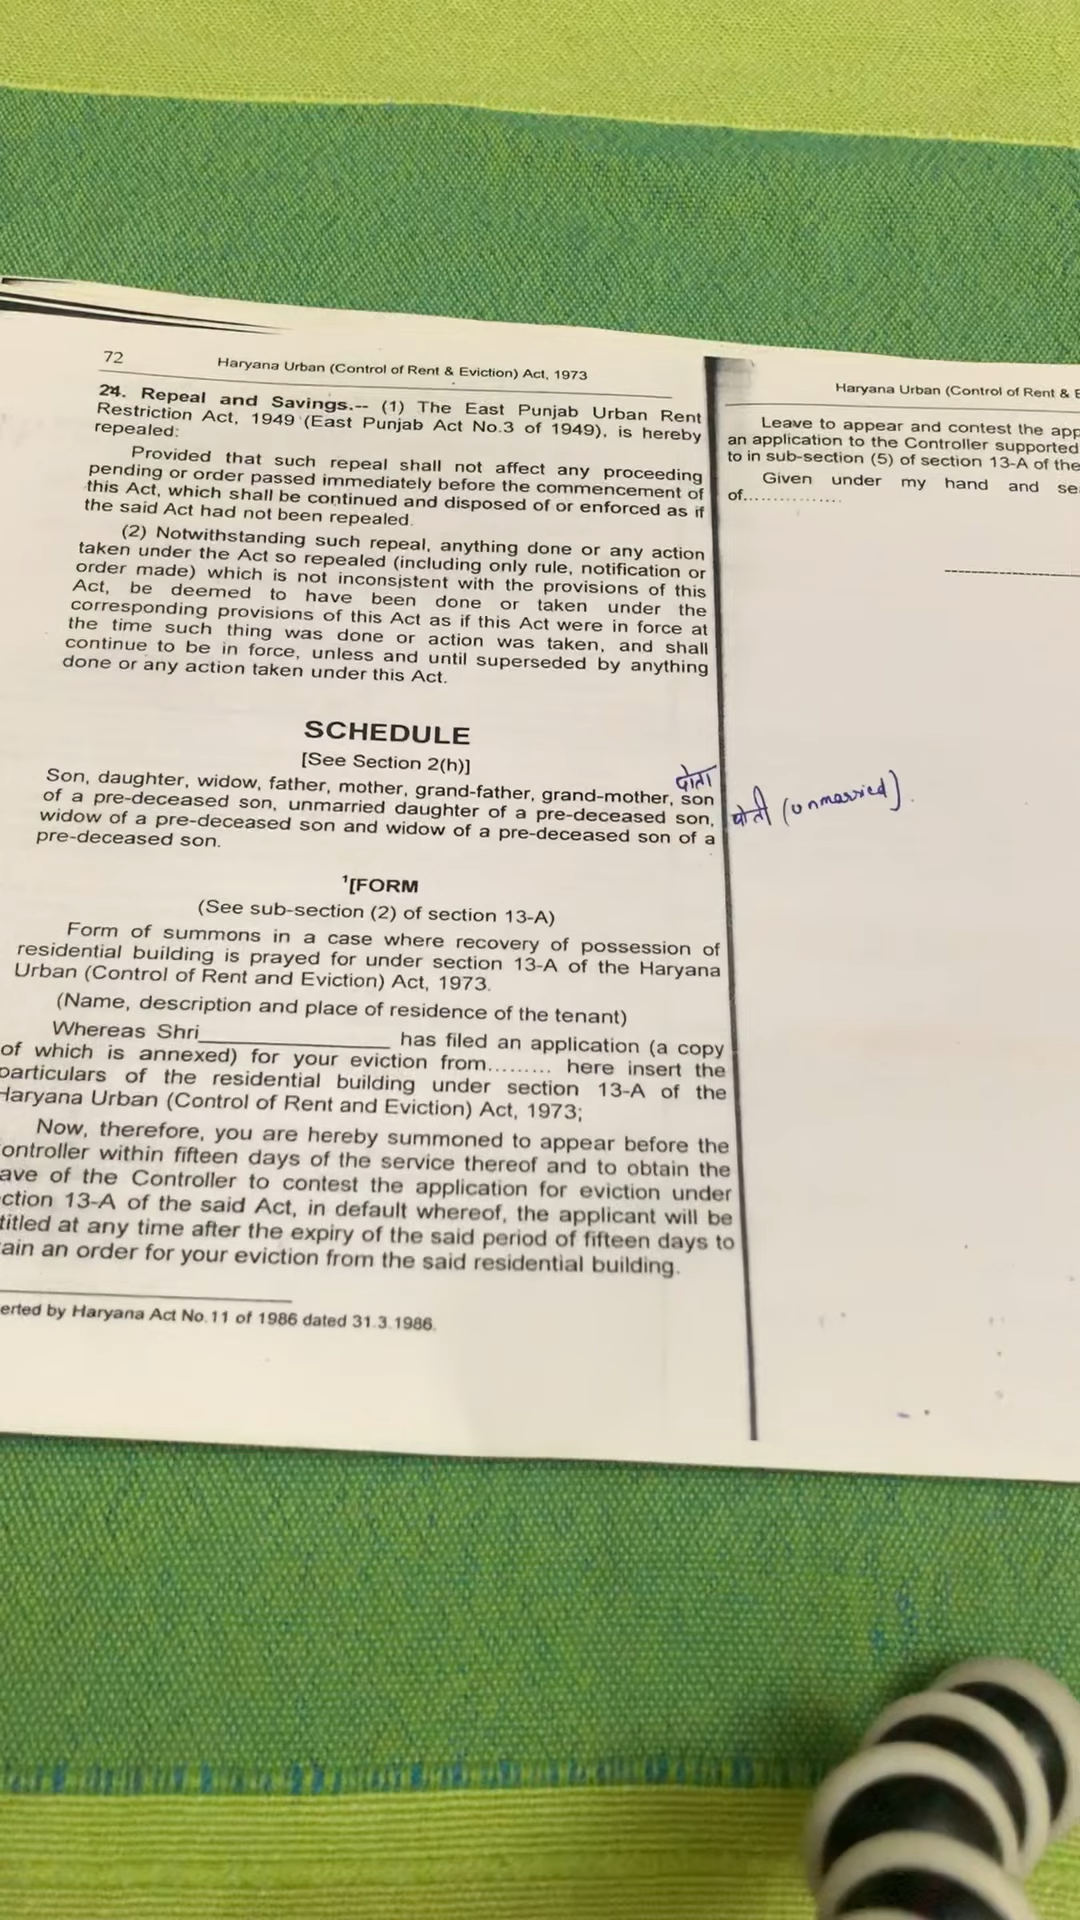 72
Haryana Urban (Control of Rent & Eviction) Act, 1973
24. Repeal and Savings.-- (1) The East Punjab Urban Rent
Restriction Act, 1949 (East Punjab Act No.3 of 1949), is hereby
repealed:
Provided that such repeal shall not affect any proceeding
pending or order passed immediately before the commencement of
this Act, which shall be continued and disposed of or enforced as if
the said Act had not been repealed.
(2) Notwithstanding such repeal, anything done or any action
taken under the Act so repealed (including only rule, notification or
order made) which is not inconsistent with the provisions of this
Act, be deemed to have been done or taken under the
corresponding provisions of this Act as if this Act were in force at
the time such thing was done or action was taken, and shall
continue to be in force, unless and until superseded by anything
done or any action taken under this Act.
SCHEDULE
[See Section 2(h)]
पोता
Son, daughter, widow, father, mother, grand-father, grand-mother, son
of a pre-deceased son, unmarried daughter of a pre-deceased son,
पोती (unmarried).
widow of a pre-deceased son and widow of a pre-deceased son of a
pre-deceased son.
¹[FORM
(See sub-section (2) of section 13-A)
Form of summons in a case where recovery of possession of
residential building is prayed for under section 13-A of the Haryana
Urban (Control of Rent and Eviction) Act, 1973.
(Name, description and place of residence of the tenant)
Whereas Shri____________ has filed an application (a copy
of which is annexed) for your eviction from......... here insert the
particulars of the residential building under section 13-A of the
Haryana Urban (Control of Rent and Eviction) Act, 1973;
Now, therefore, you are hereby summoned to appear before the
ontroller within fifteen days of the service thereof and to obtain the
ave of the Controller to contest the application for eviction under
ction 13-A of the said Act, in default whereof, the applicant will be
titled at any time after the expiry of the said period of fifteen days to
ain an order for your eviction from the said residential building.
erted by Haryana Act No.11 of 1986 dated 31.3.1986.
Haryana Urban (Control of Rent & E
Leave to appear and contest the app
an application to the Controller supported
to in sub-section (5) of section 13-A of the
Given under my hand and se
of...............